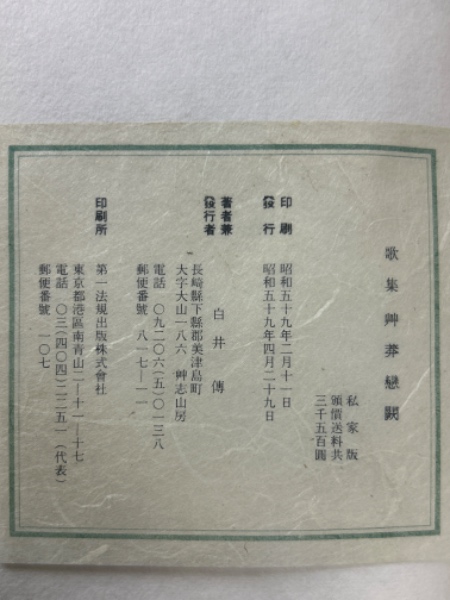 歌集艸莽戀闕
私家版
頒價送料共
三千五百圓
印刷 昭和五十九年二月十一日
發行 昭和五十九年四月二十九日
著者兼
發行者
白井傳
長崎縣下縣郡美津島町
大字大山一八六 艸志山房
電話 〇九二〇六(五)〇一三八
郵便番號 八一七―一一
印刷所 第一法規出版株式會社
東京都港區南青山二―十一―十七
電話 〇三(四〇四)二二五一(代表)
郵便番號 一〇七